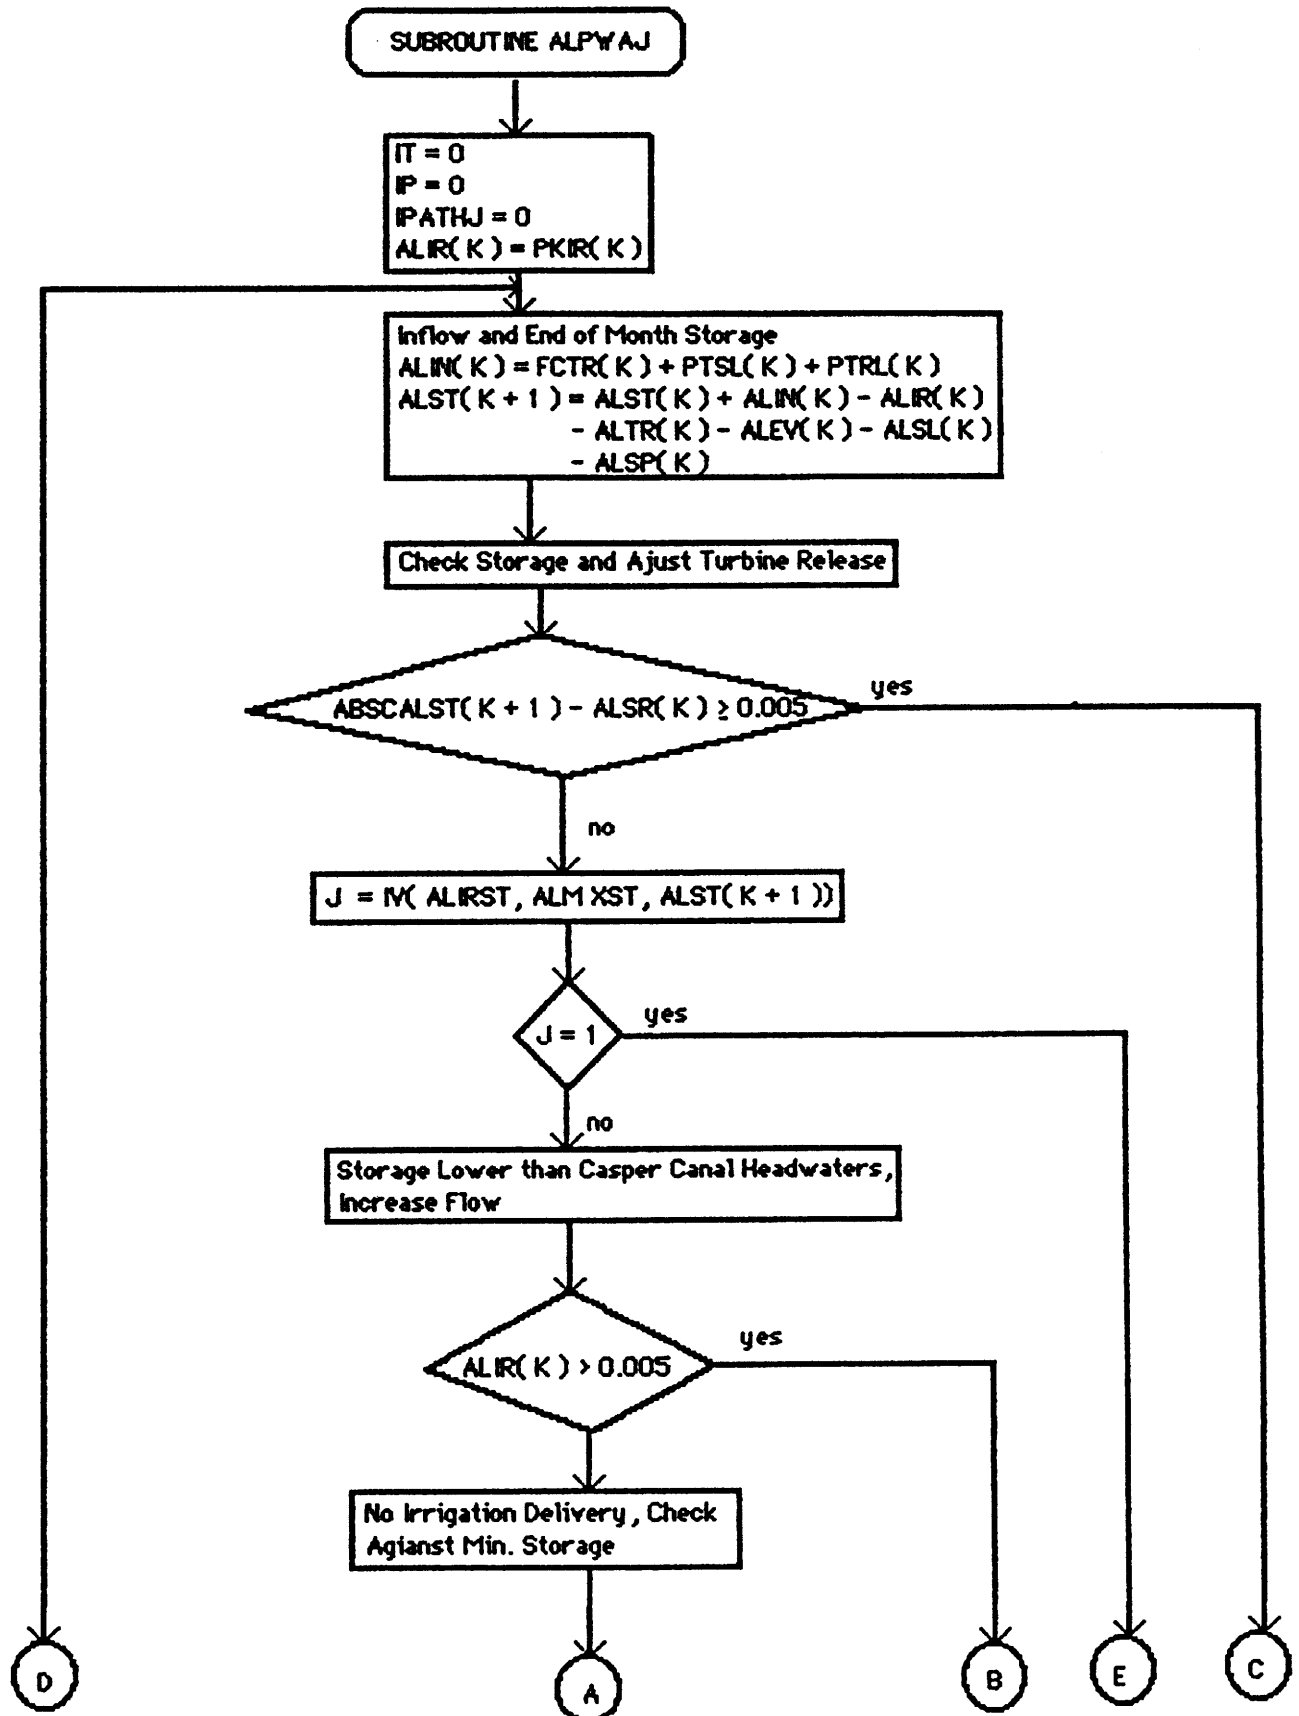 SUBROUTINE ALPWAJ
IT = 0
IP = 0
IPATHJ = 0
ALIR( K ) = PKIR( K )
Inflow and End of Month Storage
ALIN( K ) = FCTR( K ) + PTSL( K ) + PTRL( K )
ALST( K + 1 ) = ALST( K ) + ALIN( K ) - ALIR( K )
- ALTR( K ) - ALEV( K ) - ALSL( K )
- ALSP( K )
Check Storage and Ajust Turbine Release
ABSCALST( K + 1 ) - ALSR( K ) ≥ 0.005
yes
no
J = IV( ALIRST, ALM XST, ALST( K + 1 ))
J = 1
yes
no
Storage Lower than Casper Canal Headwaters,
Increase Flow
ALIR( K ) > 0.005
yes
No Irrigation Delivery, Check
Agianst Min. Storage
D
A
B
E
C